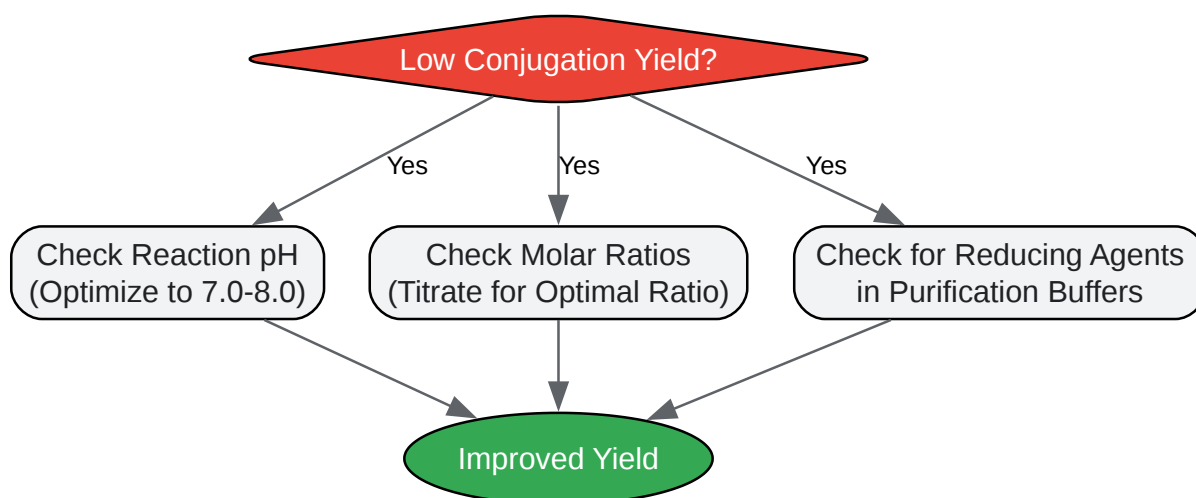 Low Conjugation Yield?
Yes
Yes
Yes
Check Reaction pH
(Optimize to 7.0-8.0)
Check Molar Ratios
(Titrate for Optimal Ratio)
Check for Reducing Agents
in Purification Buffers
Improved Yield